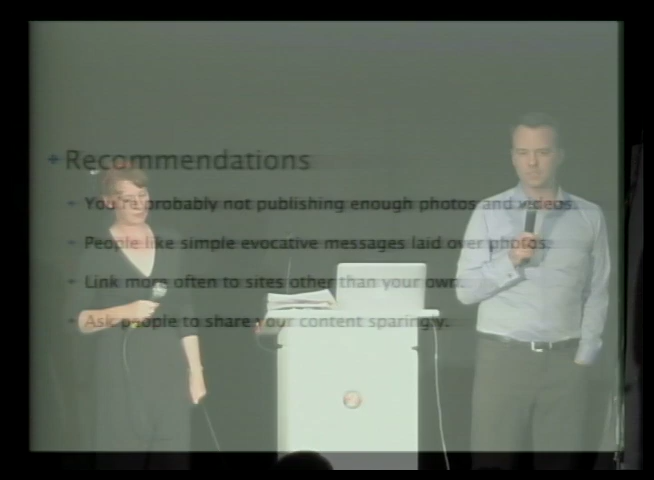 Recommendations
You're probably not publishing enough photos and videos.
People like simple evocative messages laid over photos.
Link more often to sites other than your own.
Ask people to share your content sparingly.